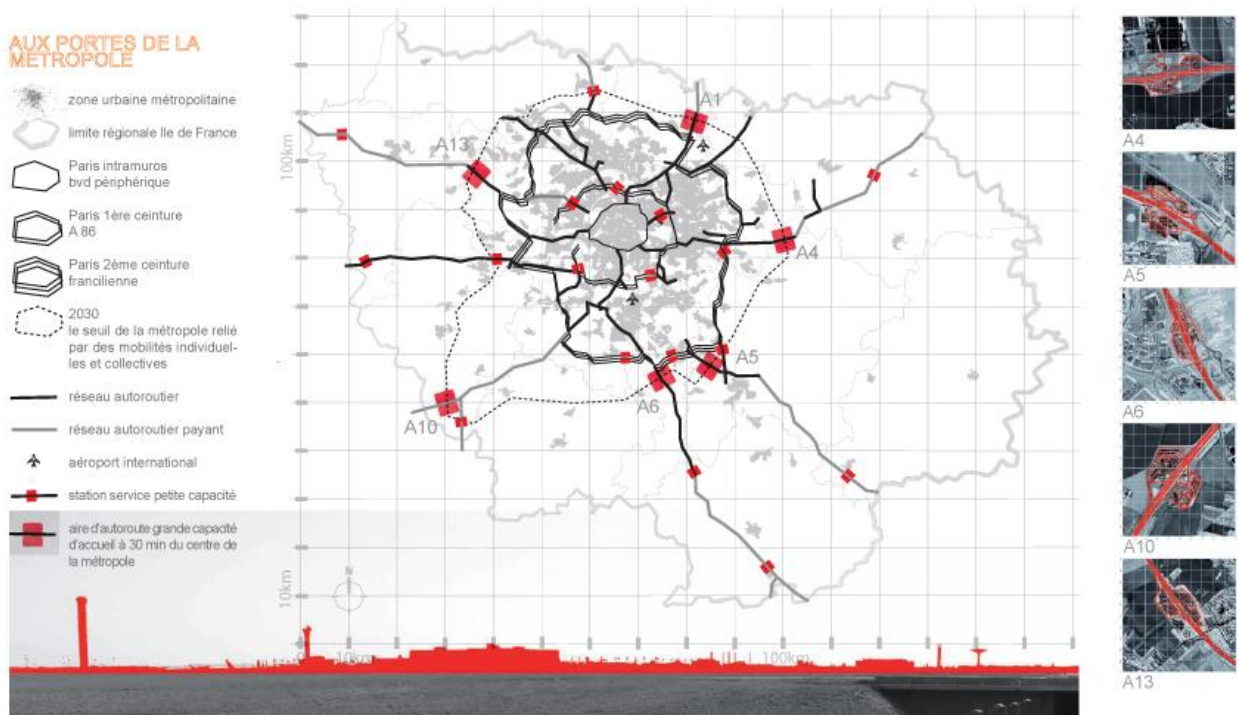 AUX PORTES DE LA
METROPOLE
zone urbaine métropolitaine
limite régionale Ile de France
Paris intramuros
bvd périphérique
Paris 1ère ceinture
A 86
Paris 2ème ceinture
francilienne
2030
le seuil de la métropole relié
par des mobilités individuel-
les et collectives
réseau autoroutier
réseau autoroutier payant
aéroport international
station service petite capacité
aire d'autoroute grande capacité
d'accueil à 30 min du centre de
la métropole
100km
10km
N
0
10km
100km
A1
A13
A4
A5
A6
A10
A4
A5
A6
A10
A13